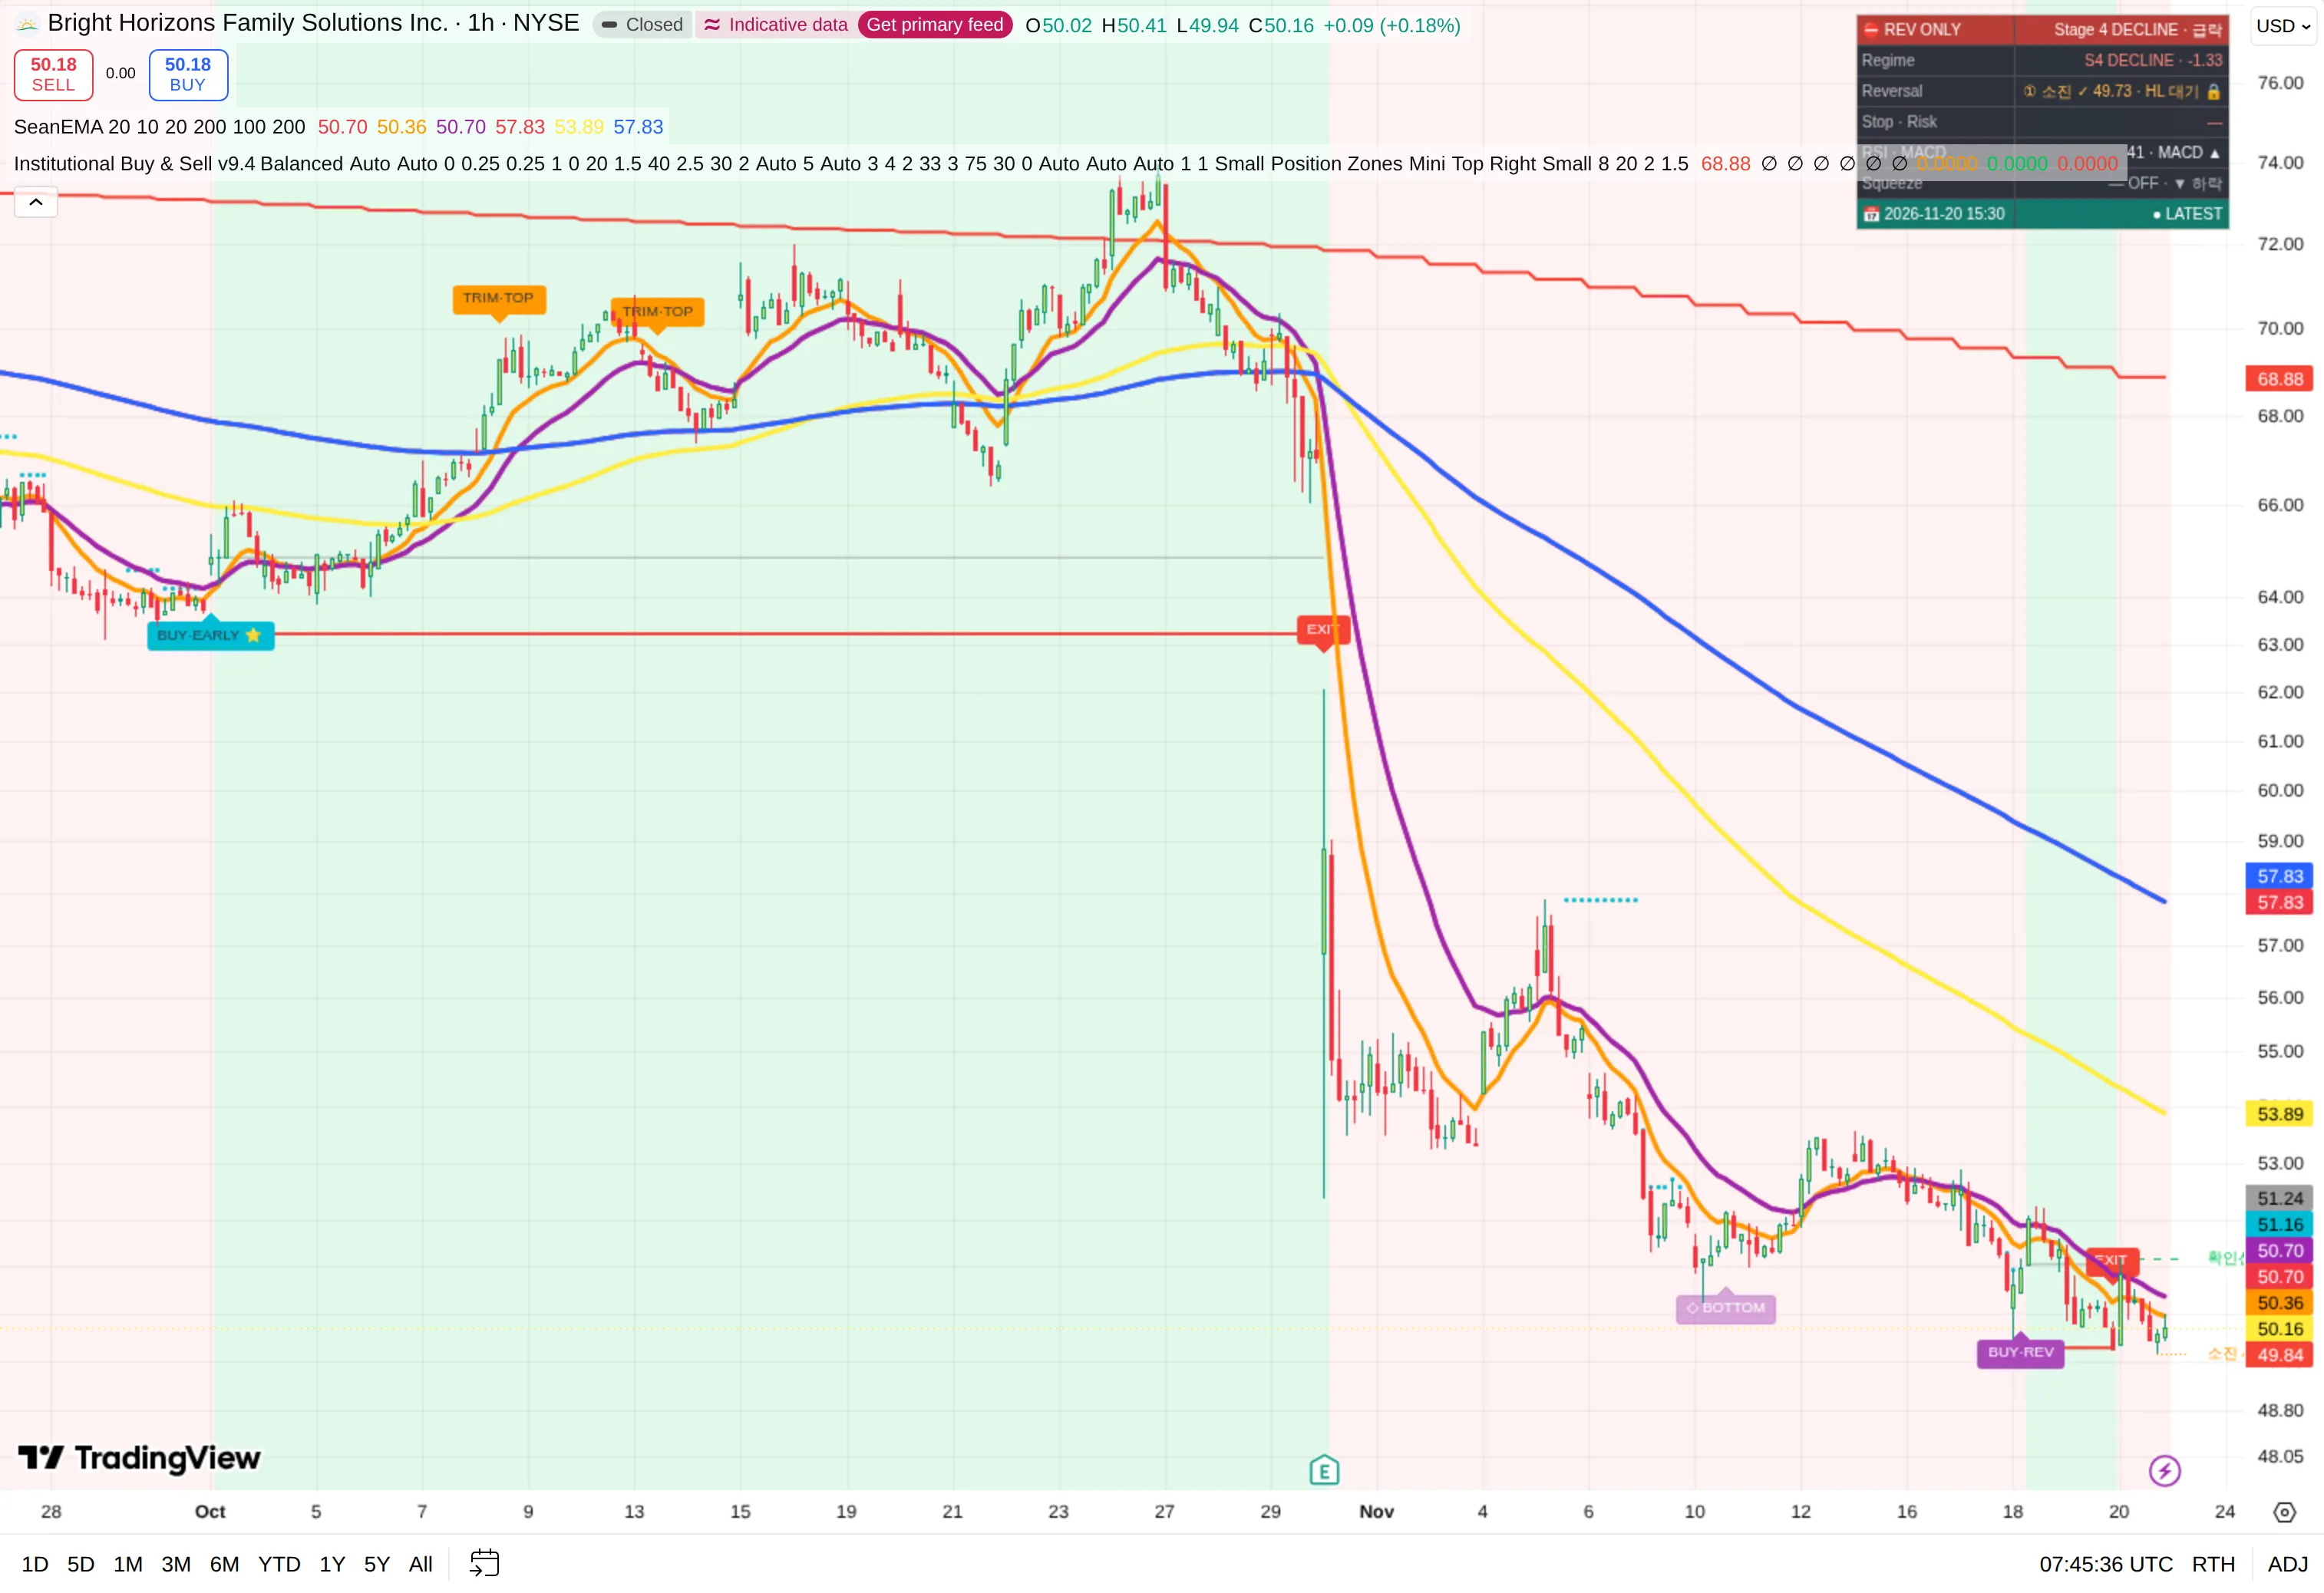 Bright Horizons Family Solutions Inc. · 1h · NYSE Closed Indicative data Get primary feed O50.02 H50.41 L49.94 C50.16 +0.09 (+0.18%)
50.18 SELL 0.00 50.18 BUY
SeanEMA 20 10 20 200 100 200 50.70 50.36 50.70 57.83 53.89 57.83
Institutional Buy & Sell v9.4 Balanced Auto Auto 0 0.25 0.25 1 0 20 1.5 40 2.5 30 2 Auto 5 Auto 3 4 2 33 3 75 30 0 Auto Auto Auto 1 1 Small Position Zones Mini Top Right Small 8 20 2 1.5 68.88 ∅ ∅ ∅ ∅ ∅ ∅ 0.0000 0.0000 0.0000
⛔ REV ONLY Stage 4 DECLINE · 급락
Regime S4 DECLINE · -1.33
Reversal ① 소진 ✓ 49.73 · HL 대기 🔒
Stop · Risk —
RSI · MACD 41 · MACD ▲
Squeeze — OFF · ▼ 하락
📅 2026-11-20 15:30 ● LATEST
USD
76.00
74.00
72.00
70.00
68.88
68.00
66.00
64.00
63.00
62.00
61.00
60.00
59.00
57.83
57.83
57.00
56.00
55.00
53.89
53.00
51.24
51.16
50.70
50.70
50.36
50.16
49.84
48.80
48.05
TRIM-TOP
TRIM-TOP
BUY-EARLY ⭐
EXIT
◇ BOTTOM
BUY-REV
EXIT
확인
소진
E
TradingView
28 Oct 5 7 9 13 15 19 21 23 27 29 Nov 4 6 10 12 16 18 20 24
1D 5D 1M 3M 6M YTD 1Y 5Y All 07:45:36 UTC RTH ADJ